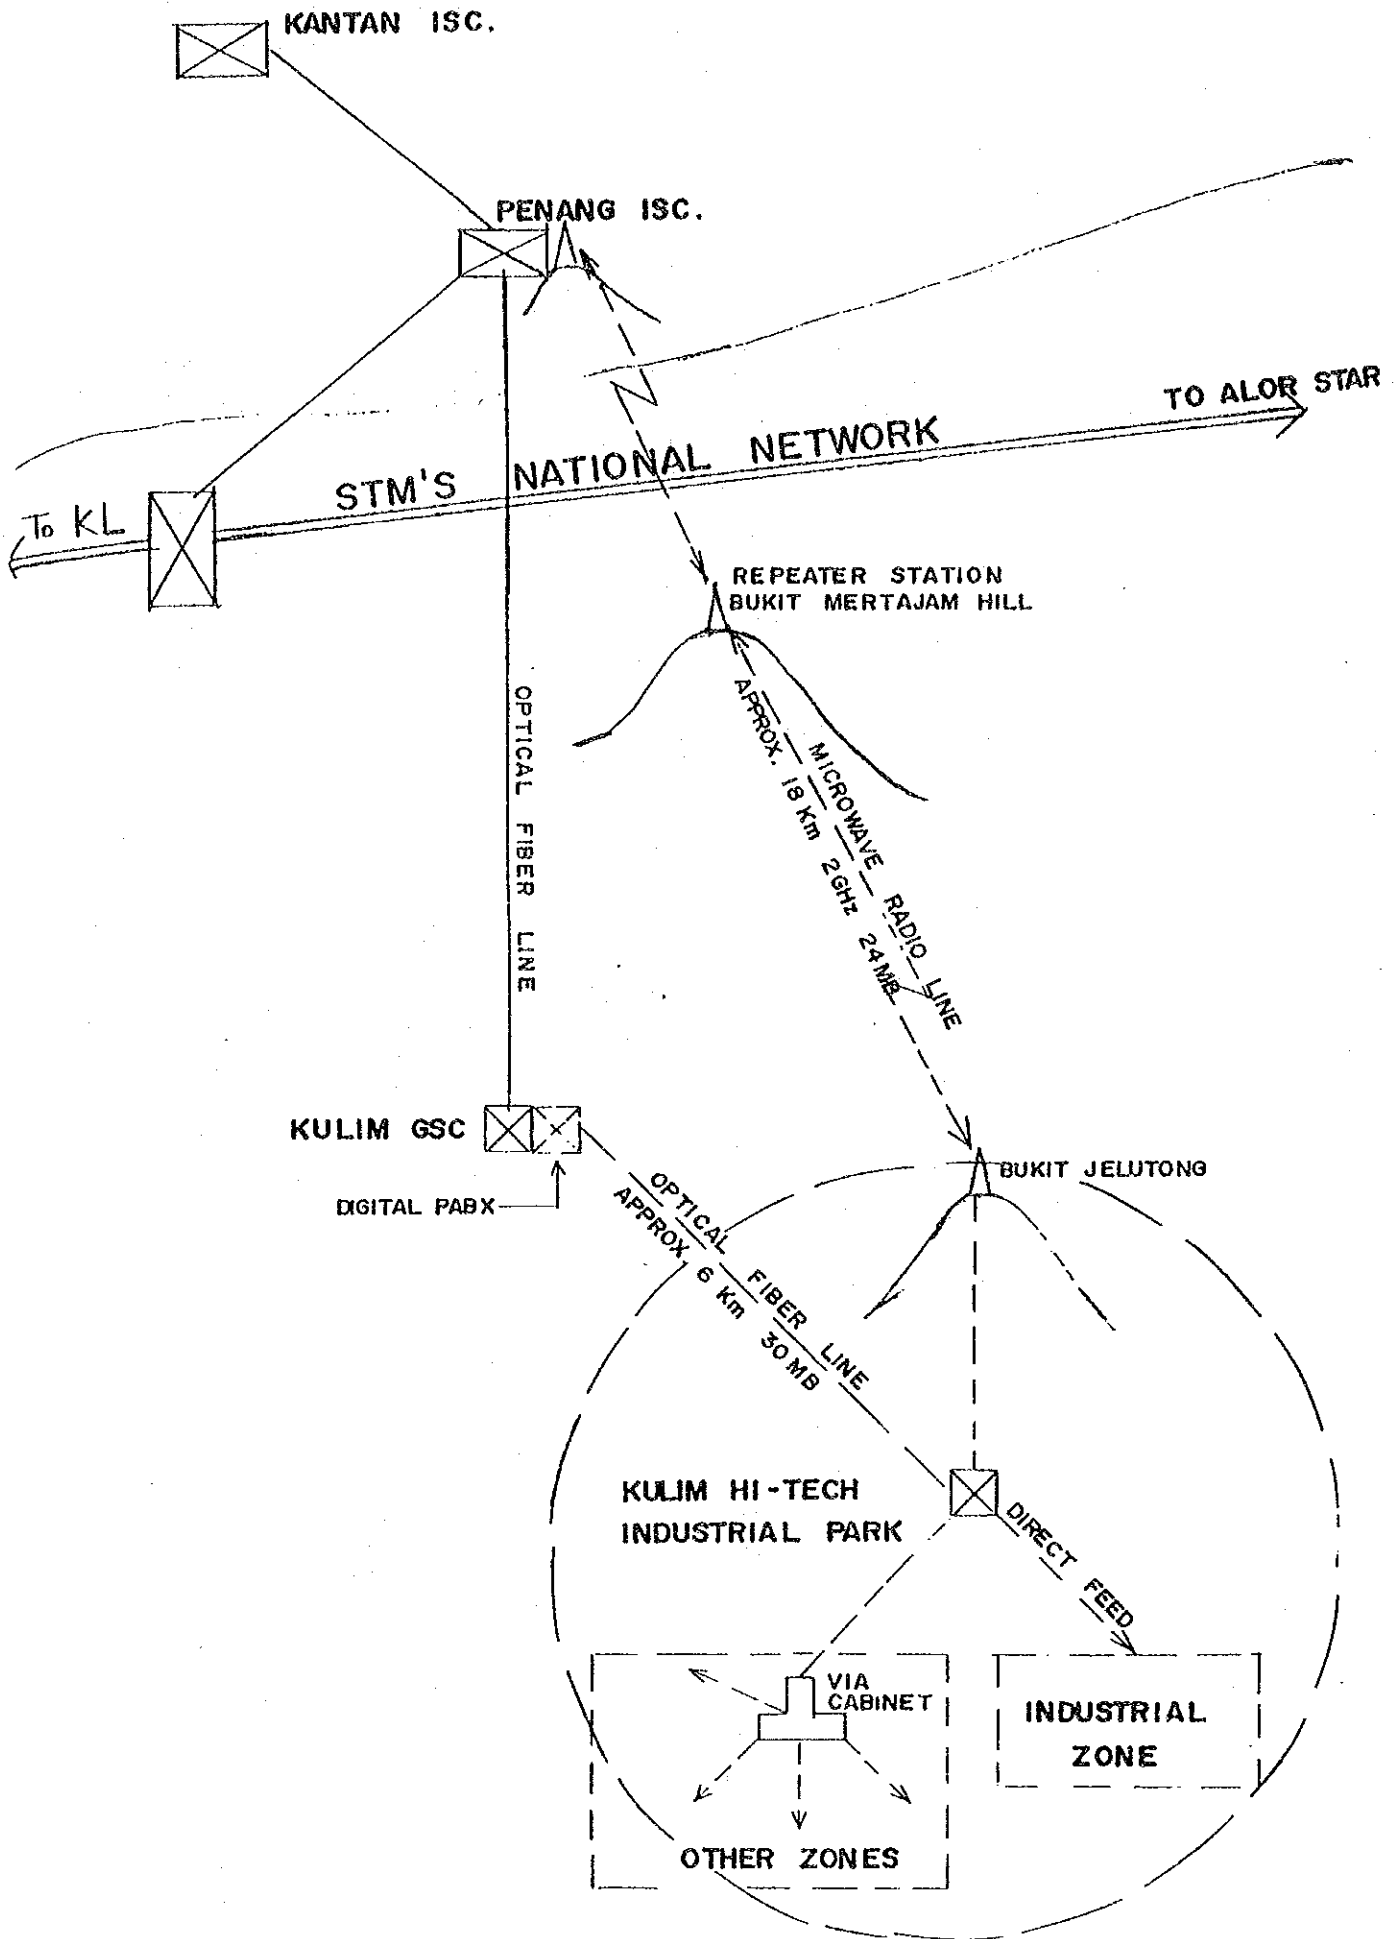 KANTAN ISC.
PENANG ISC.
TO ALOR STAR
STM'S NATIONAL NETWORK
To KL
REPEATER STATION
BUKIT MERTAJAM HILL
OPTICAL FIBER LINE
MICROWAVE RADIO LINE
APPROX. 18 Km 2GHz 24MB
KULIM GSC
DIGITAL PABX
BUKIT JELUTONG
OPTICAL FIBER LINE
APPROX. 6 Km 30MB
KULIM HI-TECH
INDUSTRIAL PARK
DIRECT FEED
VIA
CABINET
INDUSTRIAL
ZONE
OTHER ZONES